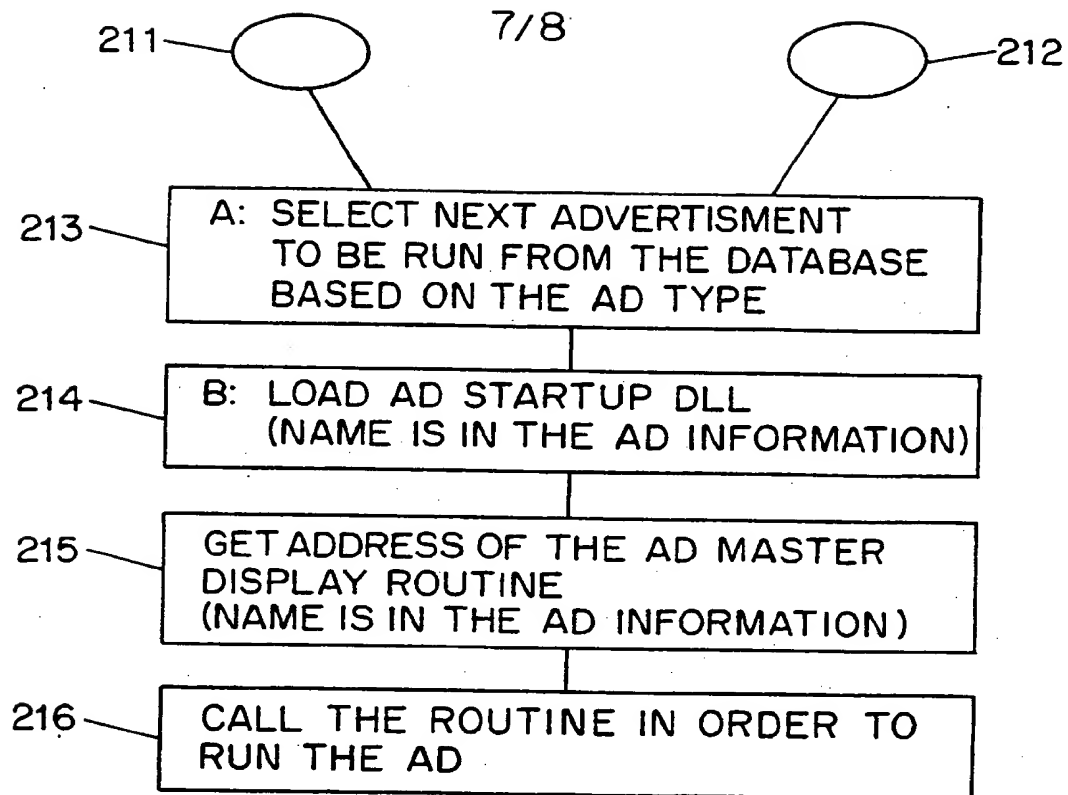 7/8
211
212
213
A: SELECT NEXT ADVERTISMENT
TO BE RUN FROM THE DATABASE
BASED ON THE AD TYPE
214
B: LOAD AD STARTUP DLL
(NAME IS IN THE AD INFORMATION)
215
GET ADDRESS OF THE AD MASTER
DISPLAY ROUTINE
(NAME IS IN THE AD INFORMATION)
216
CALL THE ROUTINE IN ORDER TO
RUN THE AD